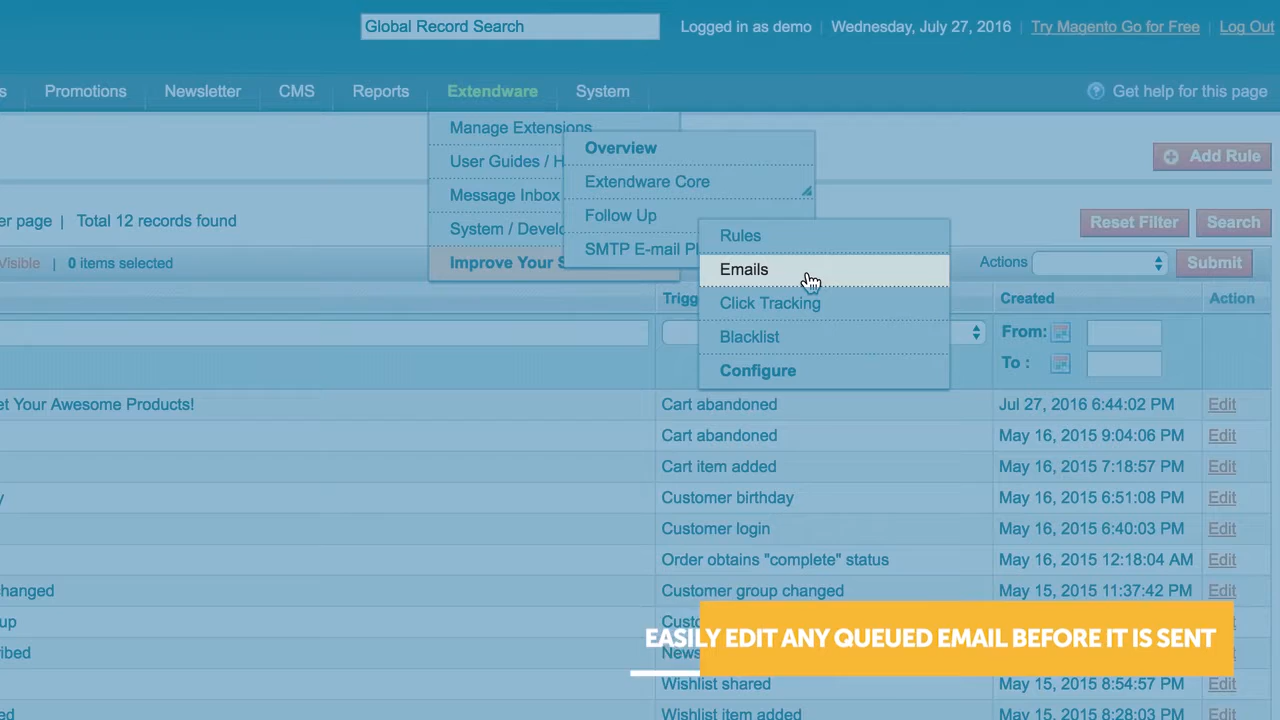 Global Record Search
Logged in as demo | Wednesday, July 27, 2016 | Try Magento Go for Free | Log Out
s Promotions Newsletter CMS Reports Extendware System Get help for this page
Manage Extensions
Overview
Add Rule
User Guides / H
Extendware Core
Message Inbox
Follow Up
er page | Total 12 records found
Reset Filter Search
System / Develo
SMTP E-mail Pl
Rules
Visible | 0 items selected
Improve Your S
Emails
Actions Submit
Click Tracking
Trigg Created Action
Blacklist
From:
To :
Configure
et Your Awesome Products! Cart abandoned Jul 27, 2016 6:44:02 PM Edit
Cart abandoned May 16, 2015 9:04:06 PM Edit
Cart item added May 16, 2015 7:18:57 PM Edit
y Customer birthday May 16, 2015 6:51:08 PM Edit
Customer login May 16, 2015 6:40:03 PM Edit
Order obtains "complete" status May 16, 2015 12:18:04 AM Edit
hanged Customer group changed May 15, 2015 11:37:42 PM Edit
up Custo
EASILY EDIT ANY QUEUED EMAIL BEFORE IT IS SENT
ribed News
Wishlist shared May 15, 2015 8:54:57 PM Edit
ed Wishlist item added May 15, 2015 8:28:03 PM Edit